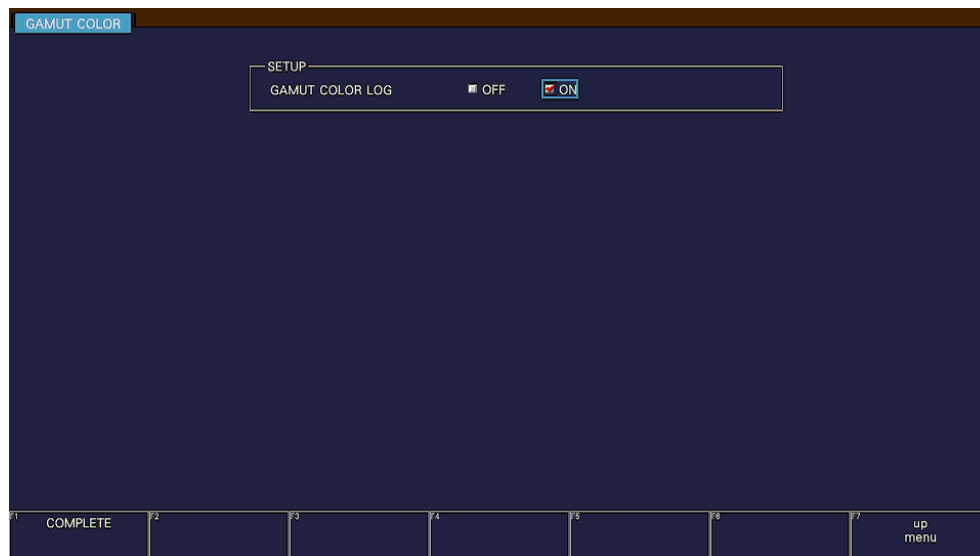 GAMUT COLOR
SETUP
GAMUT COLOR LOG OFF ON
F1 COMPLETE F2 F3 F4 F5 F6 F7 up
menu